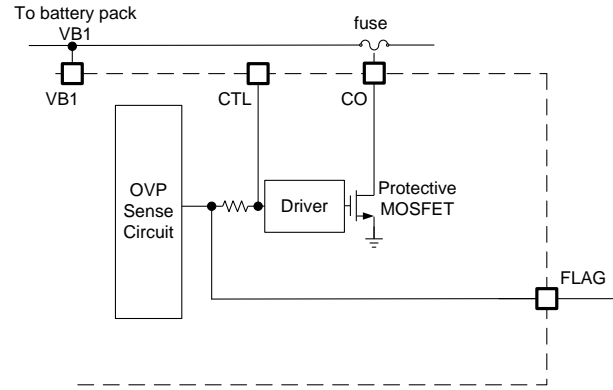 To battery pack
VB1
fuse
VB1
CTL
CO
OVP
Sense
Circuit
Driver
Protective
MOSFET
FLAG